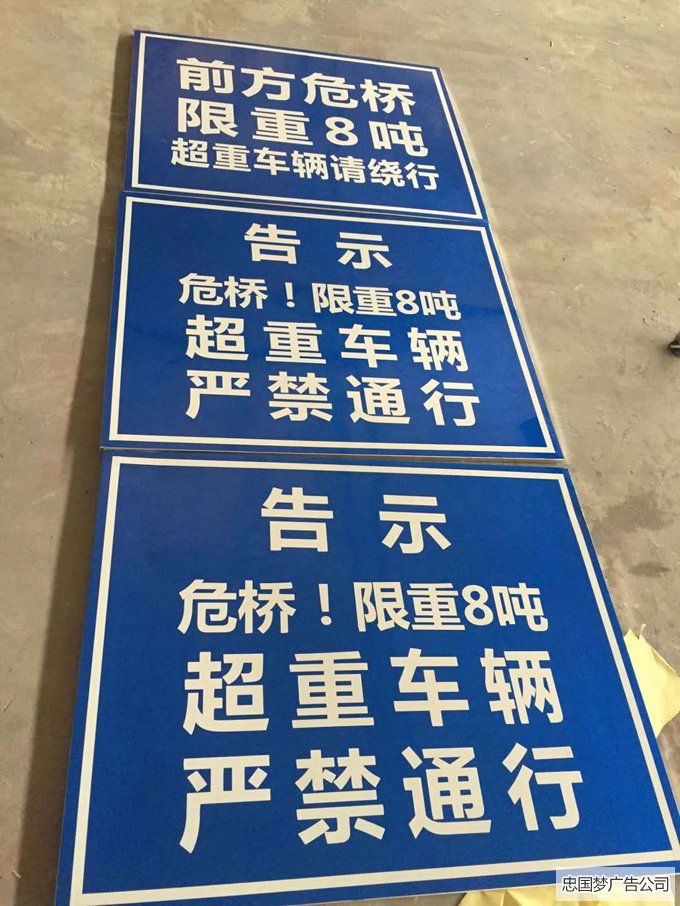 前方危桥
限重8吨
超重车辆请绕行
告示
危桥！限重8吨
超重车辆
严禁通行
告示
危桥！限重8吨
超重车辆
严禁通行
忠国梦广告公司